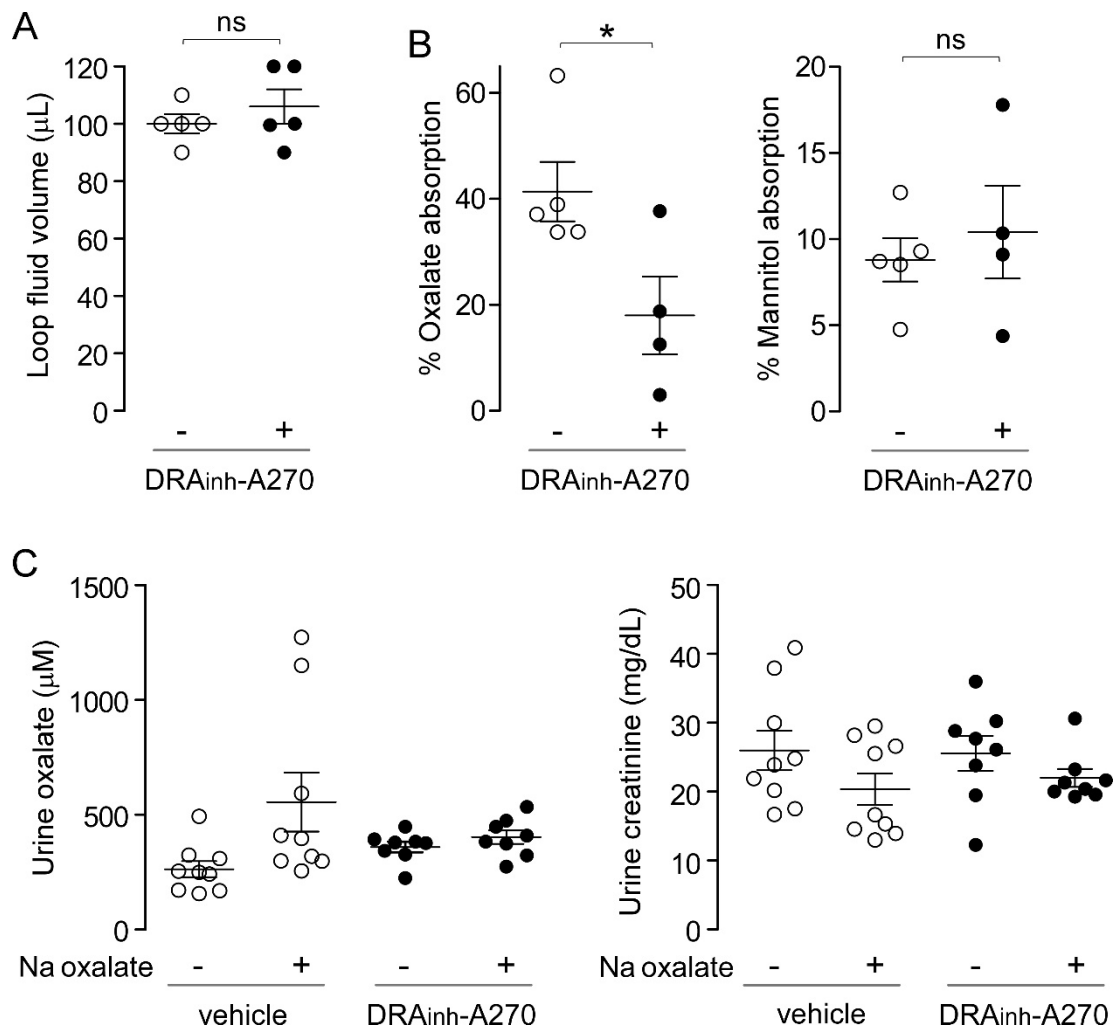 A
ns
Loop fluid volume (μL)
120
100
80
60
40
20
0
- +
DRAinh-A270
B
*
% Oxalate absorption
60
40
20
0
- +
DRAinh-A270
ns
% Mannitol absorption
20
15
10
5
0
- +
DRAinh-A270
C
Urine oxalate (μM)
1500
1000
500
0
Na oxalate - + - +
vehicle DRAinh-A270
Urine creatinine (mg/dL)
50
40
30
20
10
0
Na oxalate - + - +
vehicle DRAinh-A270